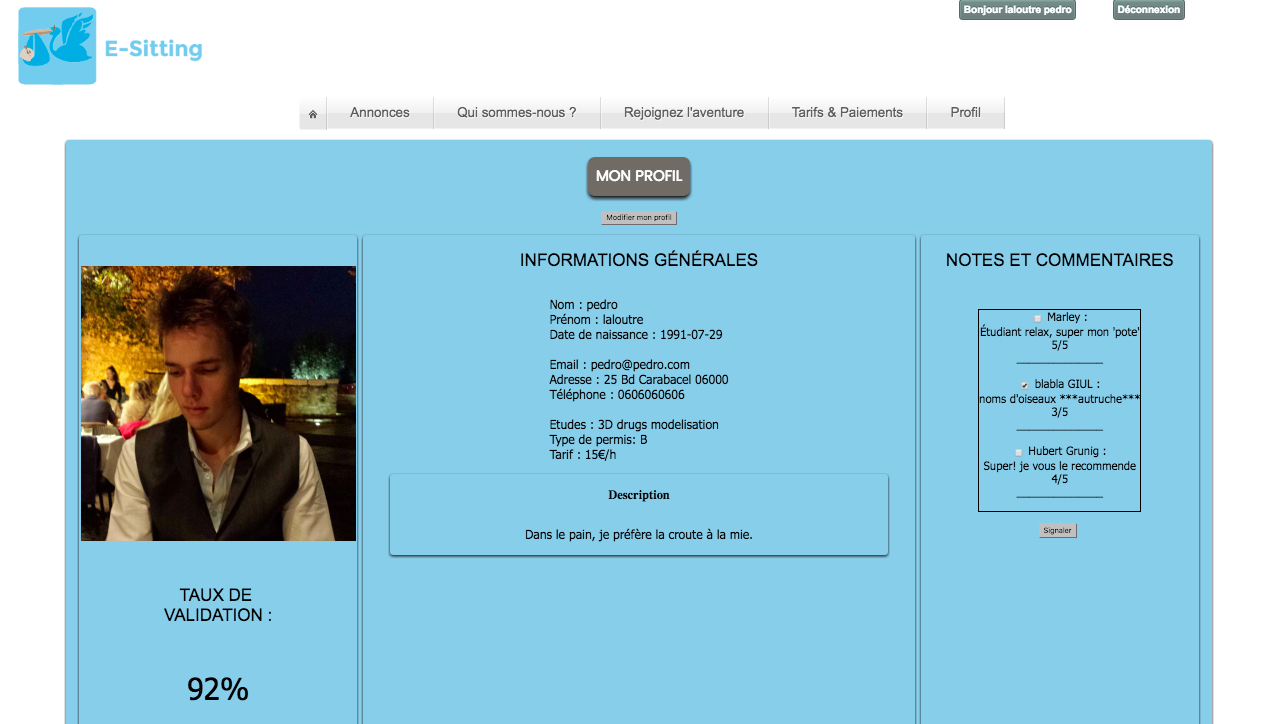 Bonjour laloutre pedro
Déconnexion
E-Sitting
Annonces
Qui sommes-nous ?
Rejoignez l'aventure
Tarifs & Paiements
Profil
MON PROFIL
Modifier mon profil
TAUX DE
VALIDATION :
92%
INFORMATIONS GÉNÉRALES
Nom : pedro
Prénom : laloutre
Date de naissance : 1991-07-29
Email : pedro@pedro.com
Adresse : 25 Bd Carabacel 06000
Téléphone : 0606060606
Etudes : 3D drugs modelisation
Type de permis: B
Tarif : 15€/h
Description
Dans le pain, je préfère la croute à la mie.
NOTES ET COMMENTAIRES
Marley :
Étudiant relax, super mon 'pote'
5/5
________________
blabla GIUL :
noms d'oiseaux ***autruche***
3/5
________________
Hubert Grunig :
Super! je vous le recommende
4/5
________________
Signaler